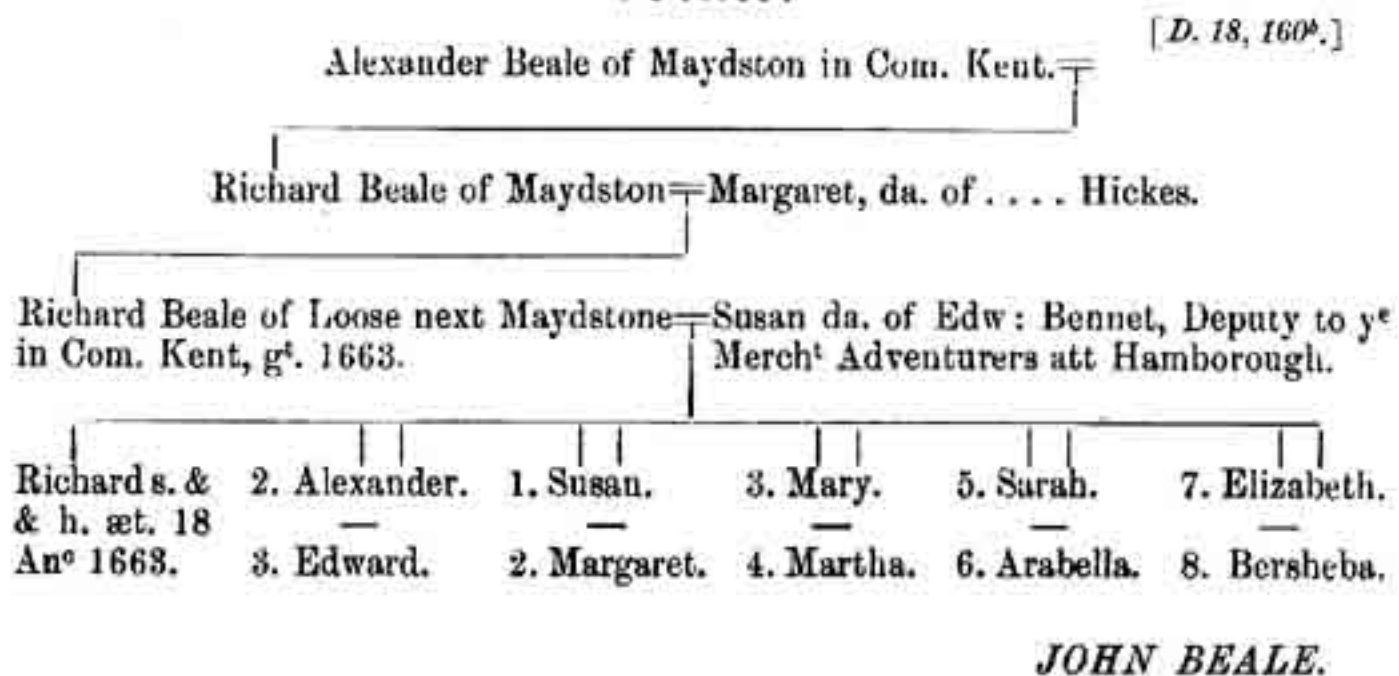 [D. 18, 160ᵇ.]
Alexander Beale of Maydston in Com. Kent.
Richard Beale of Maydston=Margaret, da. of . . . . Hickes.
Richard Beale of Loose next Maydstone=Susan da. of Edw: Bennet, Deputy to yᵉ
in Com. Kent, gᵗ. 1663. Merchᵗ Adventurers att Hamborough.
Richard s. & 2. Alexander. 1. Susan. 3. Mary. 5. Sarah. 7. Elizabeth.
& h. æt. 18 — — — — —
Anᵒ 1663. 3. Edward. 2. Margaret. 4. Martha. 6. Arabella. 8. Bersheba.
JOHN BEALE.